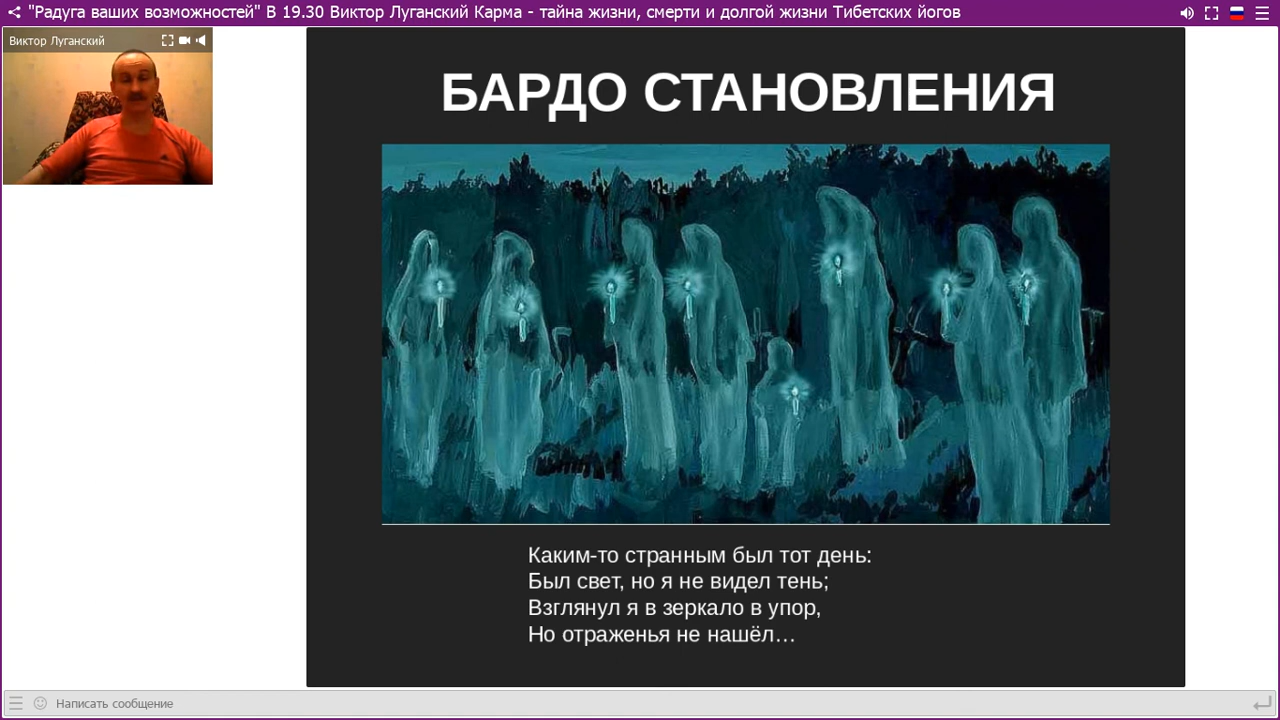 "Радуга ваших возможностей" В 19.30 Виктор Луганский Карма - тайна жизни, смерти и долгой жизни Тибетских йогов
Виктор Луганский
БАРДО СТАНОВЛЕНИЯ
Каким-то странным был тот день:
Был свет, но я не видел тень;
Взглянул я в зеркало в упор,
Но отраженья не нашёл…
Написать сообщение